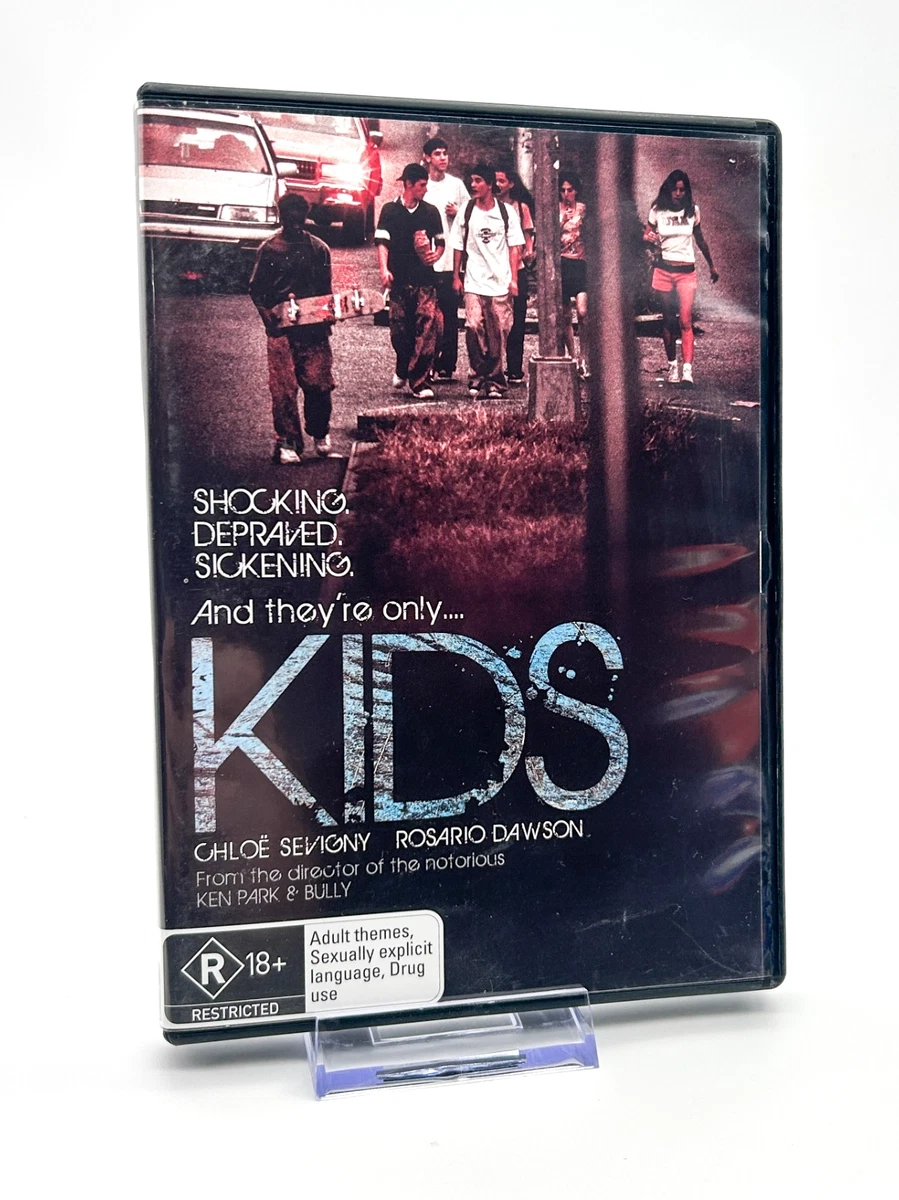 SHOCKING.
DEPRAVED.
SICKENING.
And they're only....
KIDS
CHLOË SEVIGNY ROSARIO DAWSON
From the director of the notorious
KEN PARK & BULLY
R 18+
RESTRICTED
Adult themes,
Sexually explicit
language, Drug
use